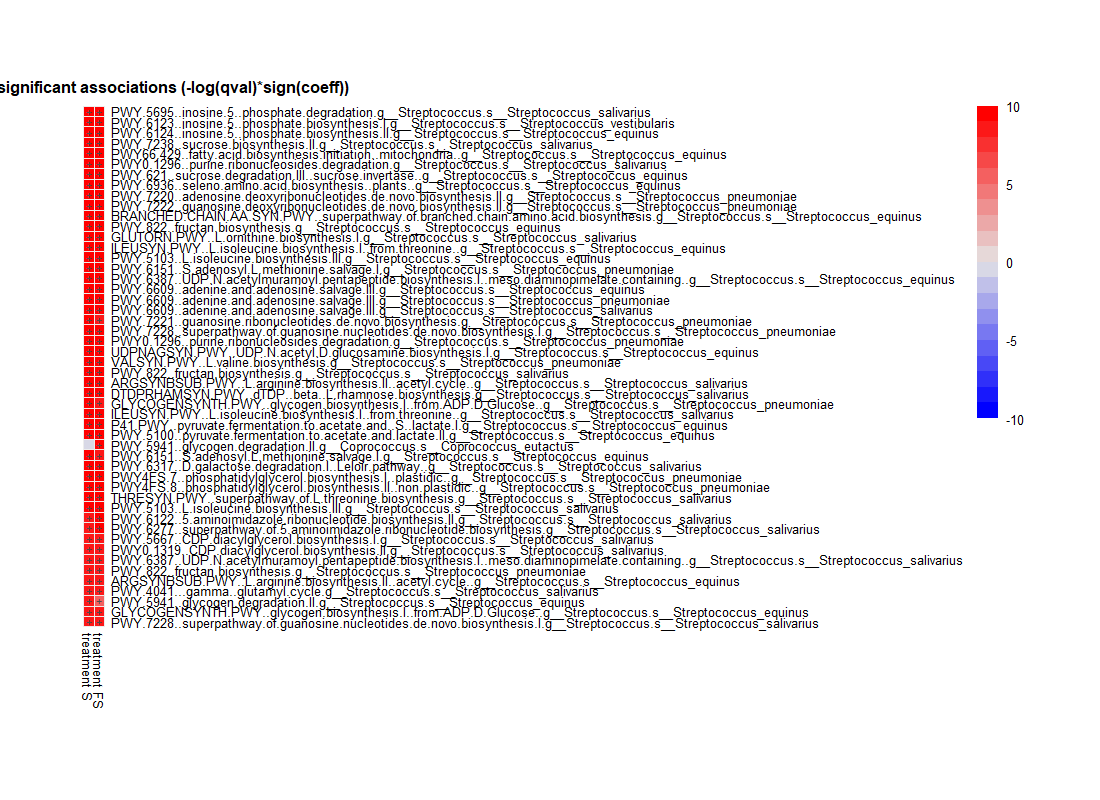 significant associations (-log(qval)*sign(coeff))
PWY.5695..inosine.5..phosphate.degradation.g__Streptococcus.s__Streptococcus_salivarius
PWY.6123..inosine.5..phosphate.biosynthesis.I.g__Streptococcus.s__Streptococcus_vestibularis
PWY.6124..inosine.5..phosphate.biosynthesis.II.g__Streptococcus.s__Streptococcus_equinus
PWY.7238..sucrose.biosynthesis.II.g__Streptococcus.s__Streptococcus_salivarius
PWY66.429..fatty.acid.biosynthesis.initiation..mitochondria..g__Streptococcus.s__Streptococcus_equinus
PWY0.1296..purine.ribonucleosides.degradation.g__Streptococcus.s__Streptococcus_salivarius
PWY.621..sucrose.degradation.III..sucrose.invertase..g__Streptococcus.s__Streptococcus_equinus
PWY.6936..seleno.amino.acid.biosynthesis..plants..g__Streptococcus.s__Streptococcus_equinus
PWY.7220..adenosine.deoxyribonucleotides.de.novo.biosynthesis.II.g__Streptococcus.s__Streptococcus_pneumoniae
PWY.7222..guanosine.deoxyribonucleotides.de.novo.biosynthesis.II.g__Streptococcus.s__Streptococcus_pneumoniae
BRANCHED.CHAIN.AA.SYN.PWY..superpathway.of.branched.chain.amino.acid.biosynthesis.g__Streptococcus.s__Streptococcus_equinus
PWY.822..fructan.biosynthesis.g__Streptococcus.s__Streptococcus_equinus
GLUTORN.PWY..L.ornithine.biosynthesis.I.g__Streptococcus.s__Streptococcus_salivarius
ILEUSYN.PWY..L.isoleucine.biosynthesis.I..from.threonine..g__Streptococcus.s__Streptococcus_equinus
PWY.5103..L.isoleucine.biosynthesis.III.g__Streptococcus.s__Streptococcus_equinus
PWY.6151..S.adenosyl.L.methionine.salvage.I.g__Streptococcus.s__Streptococcus_pneumoniae
PWY.6387..UDP.N.acetylmuramoyl.pentapeptide.biosynthesis.I..meso.diaminopimelate.containing..g__Streptococcus.s__Streptococcus_equinus
PWY.6609..adenine.and.adenosine.salvage.III.g__Streptococcus.s__Streptococcus_equinus
PWY.6609..adenine.and.adenosine.salvage.III.g__Streptococcus.s__Streptococcus_pneumoniae
PWY.6609..adenine.and.adenosine.salvage.III.g__Streptococcus.s__Streptococcus_salivarius
PWY.7221..guanosine.ribonucleotides.de.novo.biosynthesis.g__Streptococcus.s__Streptococcus_pneumoniae
PWY.7228..superpathway.of.guanosine.nucleotides.de.novo.biosynthesis.I.g__Streptococcus.s__Streptococcus_pneumoniae
PWY0.1296..purine.ribonucleosides.degradation.g__Streptococcus.s__Streptococcus_pneumoniae
UDPNAGSYN.PWY..UDP.N.acetyl.D.glucosamine.biosynthesis.I.g__Streptococcus.s__Streptococcus_equinus
VALSYN.PWY..L.valine.biosynthesis.g__Streptococcus.s__Streptococcus_pneumoniae
PWY.822..fructan.biosynthesis.g__Streptococcus.s__Streptococcus_salivarius
ARGSYNBSUB.PWY..L.arginine.biosynthesis.II..acetyl.cycle..g__Streptococcus.s__Streptococcus_salivarius
DTDPRHAMSYN.PWY..dTDP..beta..L.rhamnose.biosynthesis.g__Streptococcus.s__Streptococcus_salivarius
GLYCOGENSYNTH.PWY..glycogen.biosynthesis.I..from.ADP.D.Glucose..g__Streptococcus.s__Streptococcus_pneumoniae
ILEUSYN.PWY..L.isoleucine.biosynthesis.I..from.threonine..g__Streptococcus.s__Streptococcus_salivarius
P41.PWY..pyruvate.fermentation.to.acetate.and..S..lactate.I.g__Streptococcus.s__Streptococcus_equinus
PWY.5100..pyruvate.fermentation.to.acetate.and.lactate.II.g__Streptococcus.s__Streptococcus_equinus
PWY.5941..glycogen.degradation.II.g__Coprococcus.s__Coprococcus_eutactus
PWY.6151..S.adenosyl.L.methionine.salvage.I.g__Streptococcus.s__Streptococcus_equinus
PWY.6317..D.galactose.degradation.I..Leloir.pathway..g__Streptococcus.s__Streptococcus_salivarius
PWY4FS.7..phosphatidylglycerol.biosynthesis.I..plastidic..g__Streptococcus.s__Streptococcus_pneumoniae
PWY4FS.8..phosphatidylglycerol.biosynthesis.II..non.plastidic..g__Streptococcus.s__Streptococcus_pneumoniae
THRESYN.PWY..superpathway.of.L.threonine.biosynthesis.g__Streptococcus.s__Streptococcus_salivarius
PWY.5103..L.isoleucine.biosynthesis.III.g__Streptococcus.s__Streptococcus_salivarius
PWY.6122..5.aminoimidazole.ribonucleotide.biosynthesis.II.g__Streptococcus.s__Streptococcus_salivarius
PWY.6277..superpathway.of.5.aminoimidazole.ribonucleotide.biosynthesis.g__Streptococcus.s__Streptococcus_salivarius
PWY.5667..CDP.diacylglycerol.biosynthesis.I.g__Streptococcus.s__Streptococcus_salivarius
PWY0.1319..CDP.diacylglycerol.biosynthesis.II.g__Streptococcus.s__Streptococcus_salivarius
PWY.6387..UDP.N.acetylmuramoyl.pentapeptide.biosynthesis.I..meso.diaminopimelate.containing..g__Streptococcus.s__Streptococcus_salivarius
PWY.822..fructan.biosynthesis.g__Streptococcus.s__Streptococcus_pneumoniae
ARGSYNBSUB.PWY..L.arginine.biosynthesis.II..acetyl.cycle..g__Streptococcus.s__Streptococcus_equinus
PWY.4041..gamma..glutamyl.cycle.g__Streptococcus.s__Streptococcus_salivarius
PWY.5941..glycogen.degradation.II.g__Streptococcus.s__Streptococcus_equinus
GLYCOGENSYNTH.PWY..glycogen.biosynthesis.I..from.ADP.D.Glucose..g__Streptococcus.s__Streptococcus_equinus
PWY.7228..superpathway.of.guanosine.nucleotides.de.novo.biosynthesis.I.g__Streptococcus.s__Streptococcus_salivarius
treatment S
treatment FS
10
5
0
-5
-10